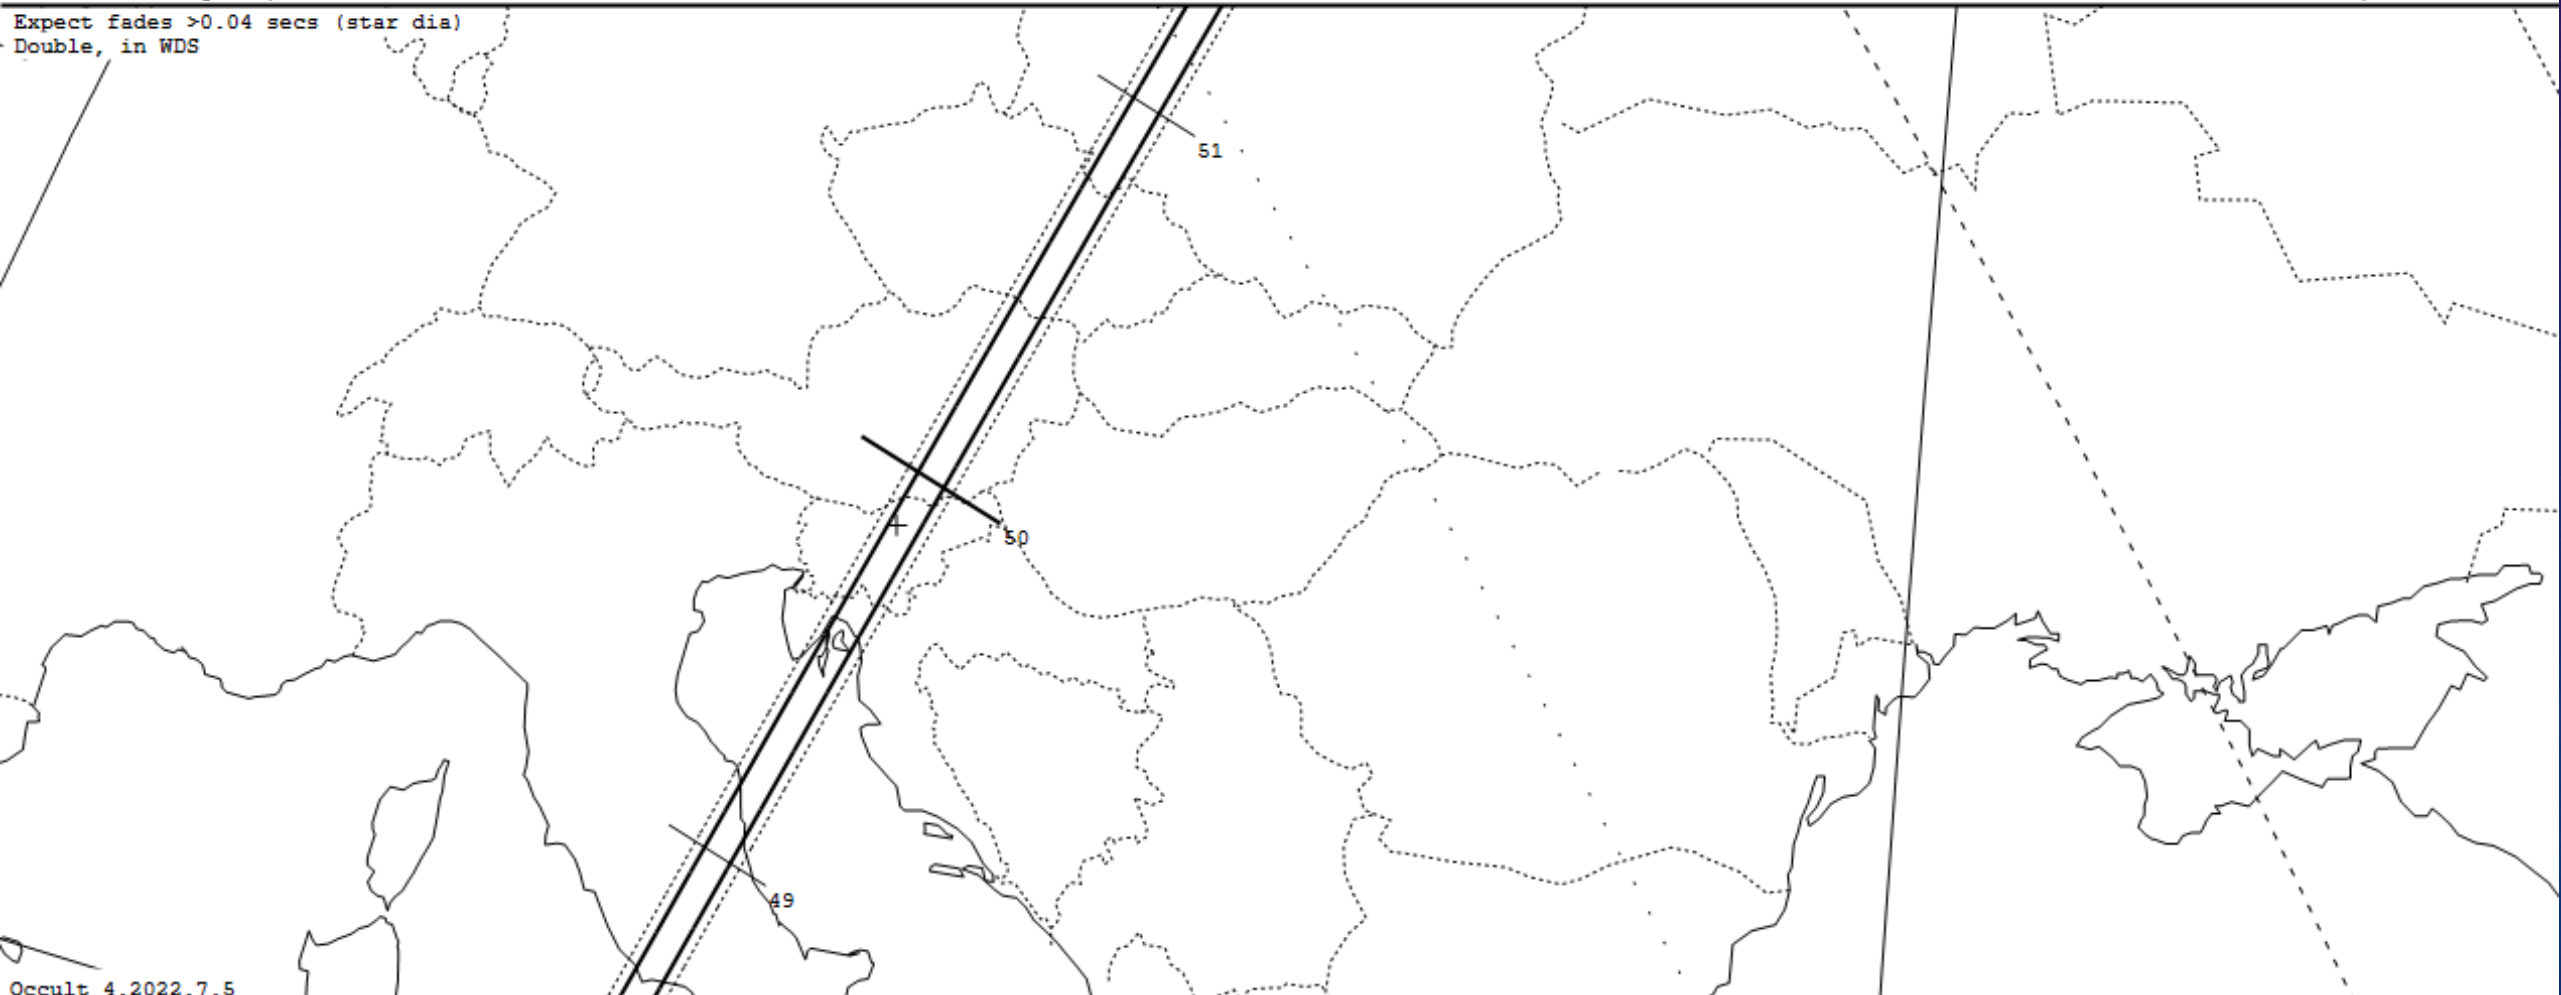 Expect fades >0.04 secs (star dia)
Double, in WDS
51
50
49
Occult 4.2022.7.5